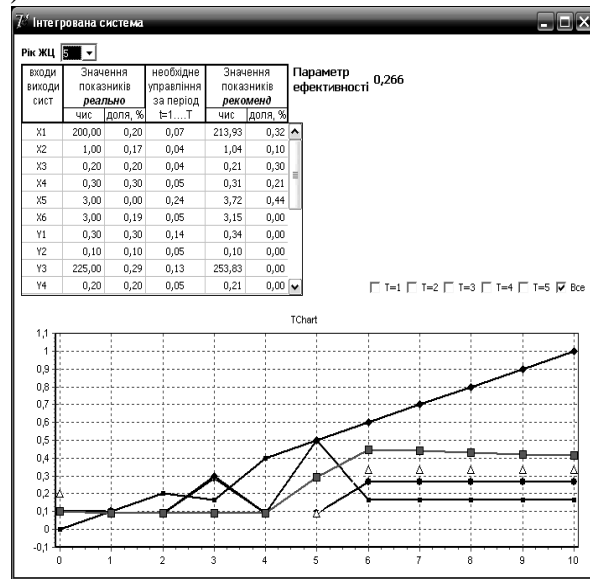 Інтегрована система
Рік ЖЦ 5
входи виходи сист
Значення показників реально
необхідне управління за період t=1....T
Значення показників рекоменд
чис доля, % чис доля, %
Параметр ефективності 0,266
X1 200,00 0,20 0,07 213,93 0,32
X2 1,00 0,17 0,04 1,04 0,10
X3 0,20 0,20 0,04 0,21 0,30
X4 0,30 0,30 0,05 0,31 0,21
X5 3,00 0,00 0,24 3,72 0,44
X6 3,00 0,19 0,05 3,15 0,00
Y1 0,30 0,30 0,14 0,34 0,00
Y2 0,10 0,10 0,05 0,10 0,00
Y3 225,00 0,29 0,13 253,83 0,00
Y4 0,20 0,20 0,05 0,21 0,00
T=1 T=2 T=3 T=4 T=5 Все
TChart
1,1
1
0,9
0,8
0,7
0,6
0,5
0,4
0,3
0,2
0,1
0
-0,1
0 1 2 3 4 5 6 7 8 9 10